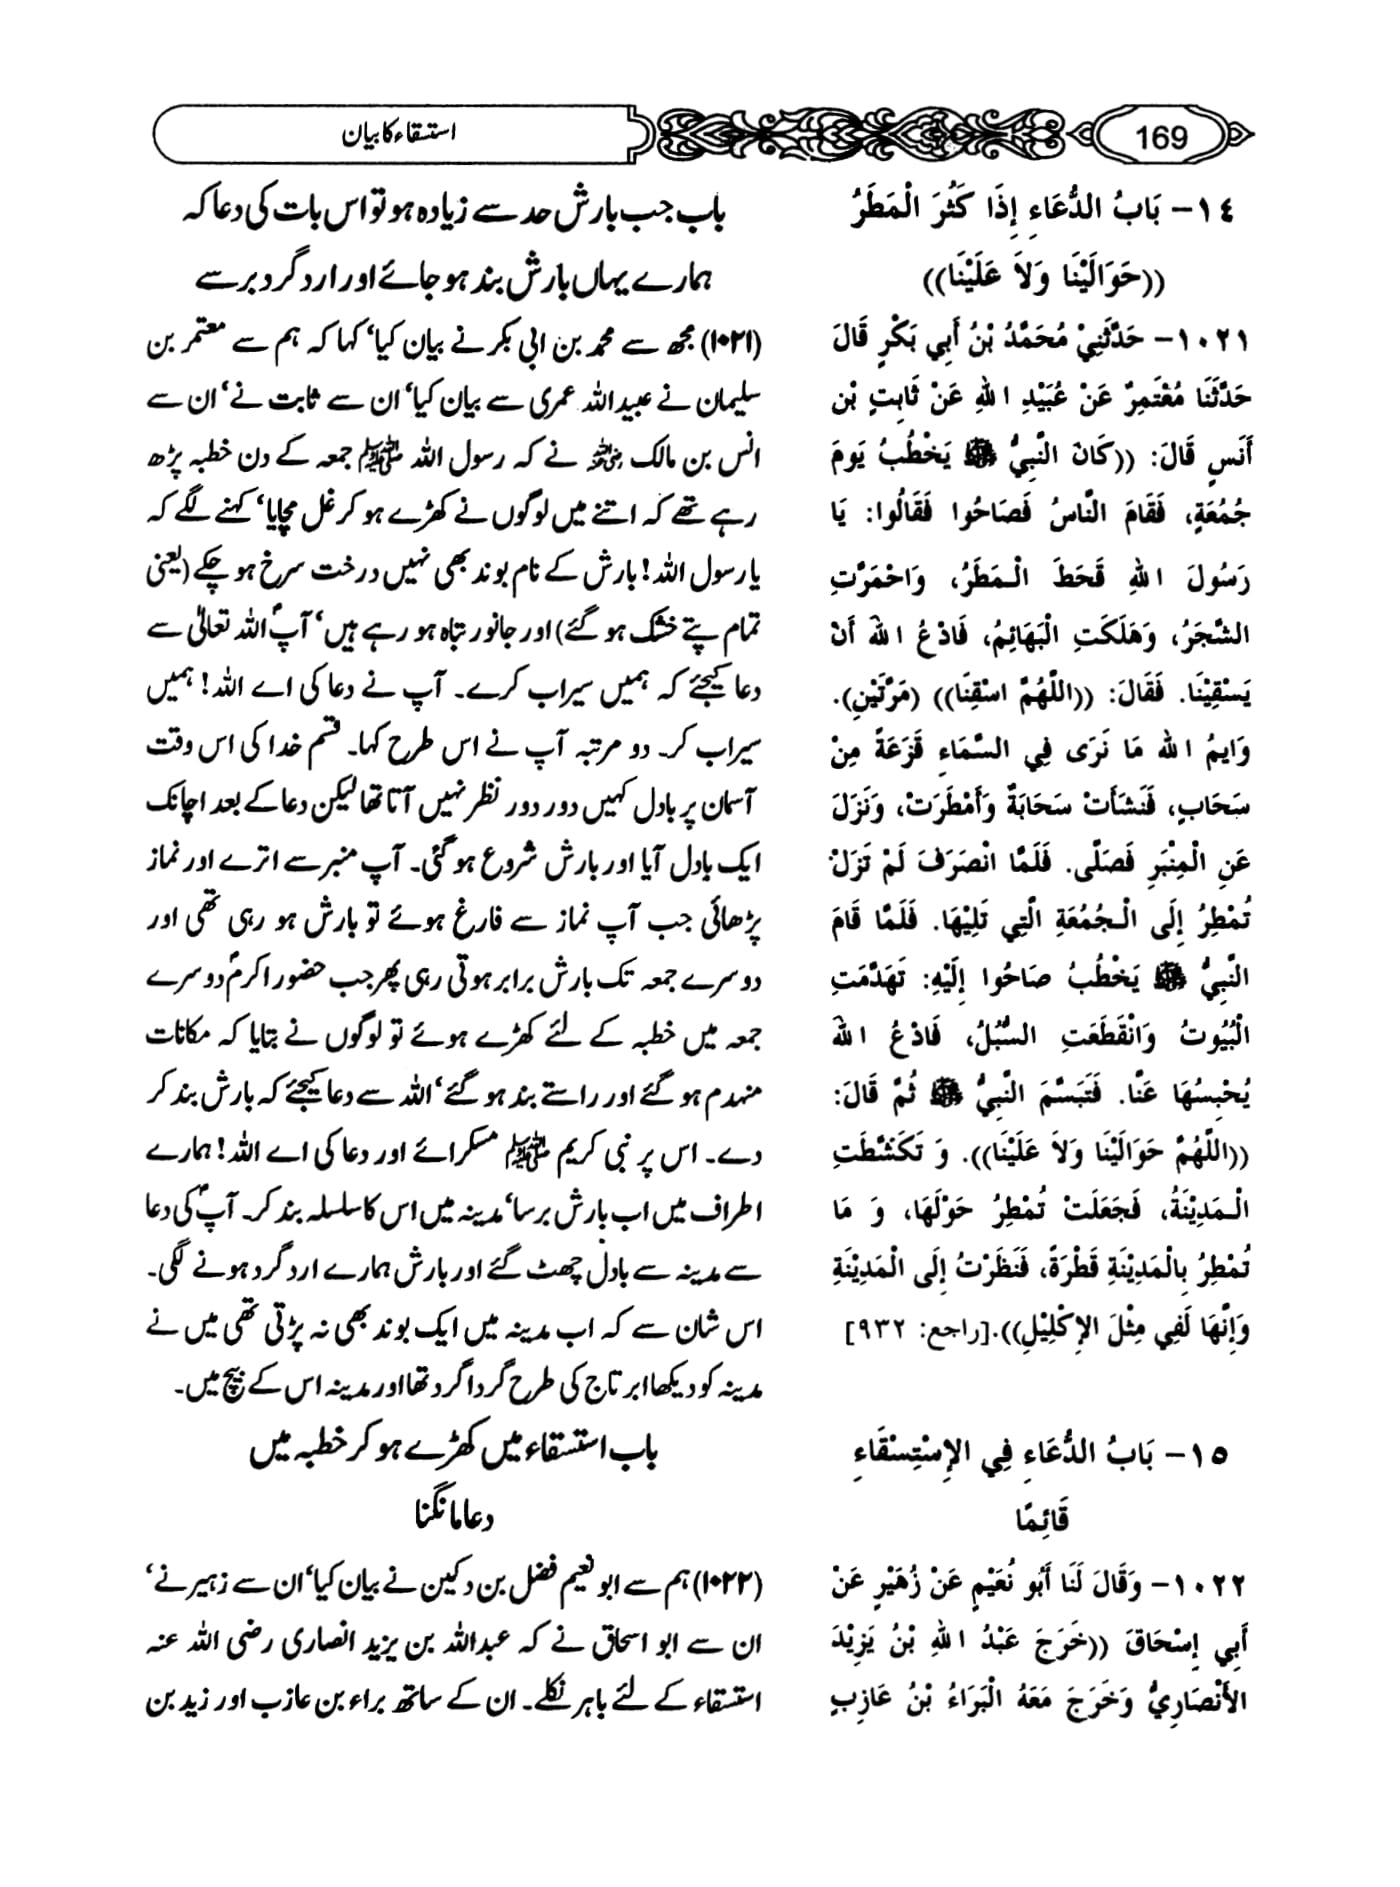 169
استسقاء کا بیان
١٤- بَابُ الدُّعَاءِ إِذَا كَثُرَ الْمَطَرُ
((حَوَالَيْنَا وَلاَ عَلَيْنَا))
١٠٢١- حَدَّثَنِيْ مُحَمَّدُ بْنُ أَبِي بَكْرٍ قَالَ
حَدَّثَنَا مُعْتَمِرٌ عَنْ عُبَيْدِ اللهِ عَنْ ثَابِتٍ بْنِ
أَنَسٍ قَالَ: ((كَانَ النَّبِيُّ ﷺ يَخْطُبُ يَومَ
جُمُعَةٍ، فَقَامَ النَّاسُ فَصَاحُوا فَقَالُوا: يَا
رَسُولَ اللهِ قَحَطَ الْمَطَرُ، وَاحْمَرَّتِ
الشَّجَرُ، وَهَلَكَتِ الْبَهَائِمُ، فَادْعُ اللهَ أَنْ
يَسْقِيَنَا. فَقَالَ: ((اللَّهُمَّ اسْقِنَا)) (مَرَّتَيْنِ).
وَايمُ اللهِ مَا نَرَى فِي السَّمَاءِ قَزَعَةً مِنْ
سَحَابٍ، فَنَشَأَتْ سَحَابَةٌ وَأَمْطَرَتْ، وَنَزَلَ
عَنِ الْمِنْبَرِ فَصَلَّى. فَلَمَّا انْصَرَفَ لَمْ تَزَلْ
تُمْطِرُ إِلَى الْجُمُعَةِ الَّتِي تَلِيْهَا. فَلَمَّا قَامَ
النَّبِيُّ ﷺ يَخْطُبُ صَاحُوا إِلَيْهِ: تَهَدَّمَتِ
الْبُيُوتُ وَانْقَطَعَتِ السُّبُلُ، فَادْعُ اللهَ
يُحْبِسُهَا عَنَّا. فَتَبَسَّمَ النَّبِيُّ ﷺ ثُمَّ قَالَ:
((اللَّهُمَّ حَوَالَيْنَا وَلاَ عَلَيْنَا)). وَ تَكَشَّطَتِ
الْمَدِيْنَةُ، فَجَعَلَتْ تُمْطِرُ حَوْلَهَا، وَ مَا
تُمْطِرُ بِالْمَدِيْنَةِ قَطْرَةً، فَنَظَرْتُ إِلَى الْمَدِيْنَةِ
وَإِنَّهَا لَفِي مِثْلَ الإِكْلِيْلِ)).[راجع: ٩٣٢]
١٥- بَابُ الدُّعَاءِ فِي الإِسْتِسْقَاءِ
قَائِمًا
١٠٢٢- وَقَالَ لَنَا أَبُو نُعَيْمٍ عَنْ زُهَيْرٍ عَنْ
أَبِي إِسْحَاقَ ((خَرَجَ عَبْدُ اللهِ بْنُ يَزِيْدَ
الأَنْصَارِيُّ وَخَرَجَ مَعَهُ الْبَرَاءُ بْنُ عَازِبٍ
باب جب بارش حد سے زیادہ ہو تو اس بات کی دعا کہ
ہمارے یہاں بارش بند ہو جائے اور ارد گرد برسے
(۱۰۲۱) مجھ سے محمد بن ابی بکر نے بیان کیا‘ کہا کہ ہم سے معتمر بن
سلیمان نے عبیداللہ عمری سے بیان کیا‘ ان سے ثابت نے‘ ان سے
انس بن مالک رضی اللہ عنہ نے کہ رسول اللہ ﷺ جمعہ کے دن خطبہ پڑھ
رہے تھے کہ اتنے میں لوگوں نے کھڑے ہو کر غل مچایا‘ کہنے لگے کہ
یا رسول اللہ! بارش کے نام بوند بھی نہیں درخت سرخ ہو چکے (یعنی
تمام پتے خشک ہو گئے) اور جانور تباہ ہو رہے ہیں‘ آپؐ اللہ تعالیٰ سے
دعا کیجئے کہ ہمیں سیراب کرے۔ آپ نے دعا کی اے اللہ! ہمیں
سیراب کر۔ دو مرتبہ آپ نے اس طرح کہا۔ قسم خدا کی اس وقت
آسمان پر بادل کہیں دور دور نظر نہیں آتا تھا لیکن دعا کے بعد اچانک
ایک بادل آیا اور بارش شروع ہو گئی۔ آپ منبر سے اترے اور نماز
پڑھائی جب آپ نماز سے فارغ ہوئے تو بارش ہو رہی تھی اور
دوسرے جمعہ تک بارش برابر ہوتی رہی پھر جب حضور اکرمؐ دوسرے
جمعہ میں خطبہ کے لئے کھڑے ہوئے تو لوگوں نے بتایا کہ مکانات
منہدم ہو گئے اور راستے بند ہو گئے‘ اللہ سے دعا کیجئے کہ بارش بند کر
دے۔ اس پر نبی کریم ﷺ مسکرائے اور دعا کی اے اللہ! ہمارے
اطراف میں اب بارش برسا‘ مدینہ میں اس کا سلسلہ بند کر۔ آپؐ کی دعا
سے مدینہ سے بادل چھٹ گئے اور بارش ہمارے ارد گرد ہونے لگی۔
اس شان سے کہ اب مدینہ میں ایک بوند بھی نہ پڑتی تھی میں نے
مدینہ کو دیکھا ابر تاج کی طرح گردا گرد تھا اور مدینہ اس کے بیچ میں۔
باب استسقاء میں کھڑے ہو کر خطبہ میں
دعا مانگنا
(۱۰۲۲) ہم سے ابو نعیم فضل بن دکین نے بیان کیا‘ ان سے زہیر نے‘
ان سے ابو اسحاق نے کہ عبداللہ بن یزید انصاری رضی اللہ عنہ
استسقاء کے لئے باہر نکلے۔ ان کے ساتھ براء بن عازب اور زید بن